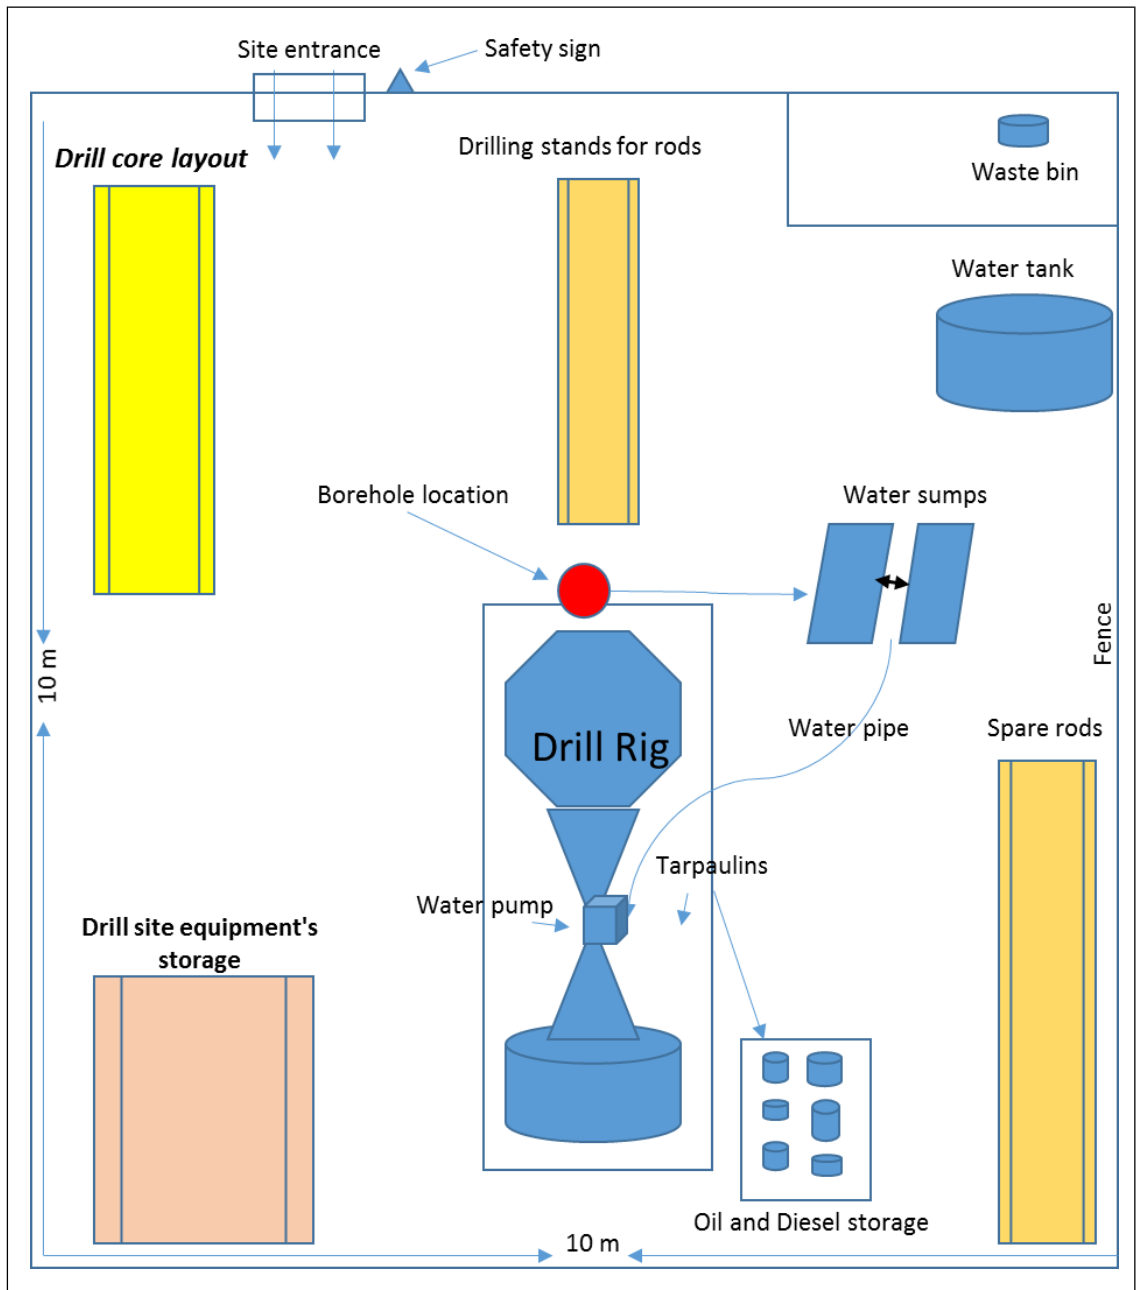 Site entrance
Safety sign
Drill core layout
Drilling stands for rods
Waste bin
Water tank
Borehole location
Water sumps
Fence
10 m
Drill Rig
Water pipe
Spare rods
Tarpaulins
Water pump
Drill site equipment's
storage
Oil and Diesel storage
10 m